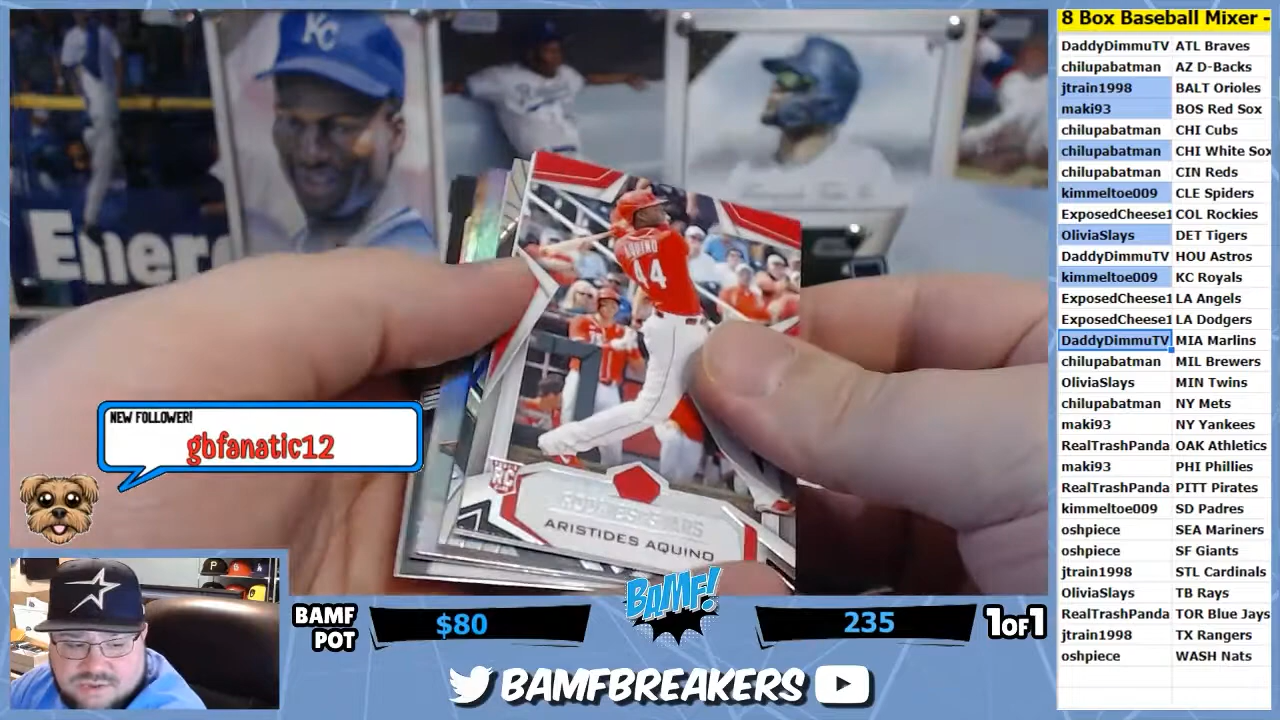 8 Box Baseball Mixer -
DaddyDimmuTV ATL Braves
chilupabatman AZ D-Backs
jtrain1998 BALT Orioles
maki93 BOS Red Sox
chilupabatman CHI Cubs
chilupabatman CHI White Sox
chilupabatman CIN Reds
kimmeltoe009 CLE Spiders
ExposedCheese1 COL Rockies
OliviaSlays DET Tigers
DaddyDimmuTV HOU Astros
kimmeltoe009 KC Royals
ExposedCheese1 LA Angels
ExposedCheese1 LA Dodgers
DaddyDimmuTV MIA Marlins
chilupabatman MIL Brewers
OliviaSlays MIN Twins
chilupabatman NY Mets
maki93 NY Yankees
RealTrashPanda OAK Athletics
maki93 PHI Phillies
RealTrashPanda PITT Pirates
kimmeltoe009 SD Padres
oshpiece SEA Mariners
oshpiece SF Giants
jtrain1998 STL Cardinals
OliviaSlays TB Rays
RealTrashPanda TOR Blue Jays
jtrain1998 TX Rangers
oshpiece WASH Nats
KC
Ener
AQUINO
44
RC
ARISTIDES AQUINO
NEW FOLLOWER!
gbfanatic12
P
BAMF POT
$80
BAMF!
235
1OF1
BAMFBREAKERS